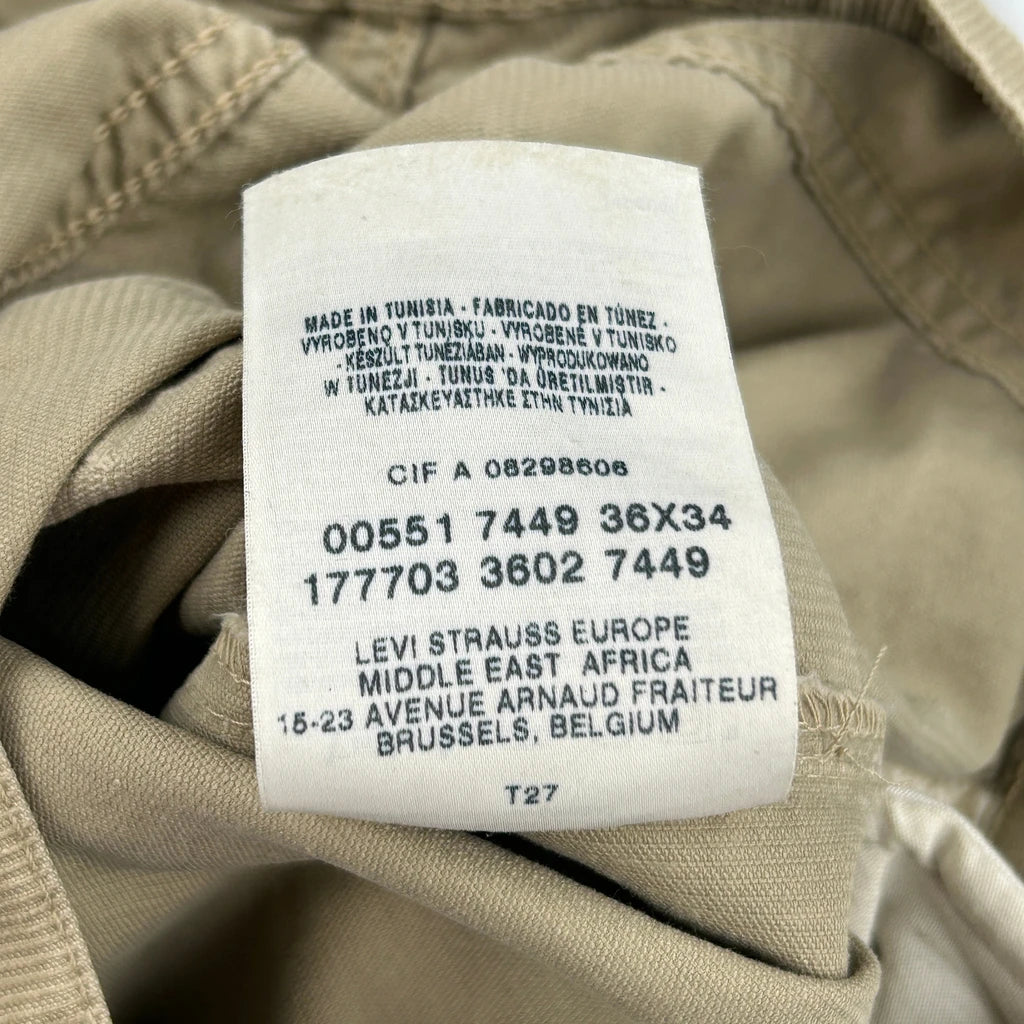 MADE IN TUNISIA - FABRICADO EN TÚNEZ -
VYROBENO V TUNISKU - VYROBENÉ V TUNISKO
- KÉSZÜLT TUNÉZIÁBAN - WYPRODUKOWANO
W TUNEZJI - TUNUS 'DA ÜRETILMISTIR -
ΚΑΤΑΣΚΕΥΑΣΤΗΚΕ ΣΤΗΝ ΤΥΝΙΣΙΑ
CIF A 08298606
00551 7449 36X34
177703 3602 7449
LEVI STRAUSS EUROPE
MIDDLE EAST AFRICA
15-23 AVENUE ARNAUD FRAITEUR
BRUSSELS, BELGIUM
T27